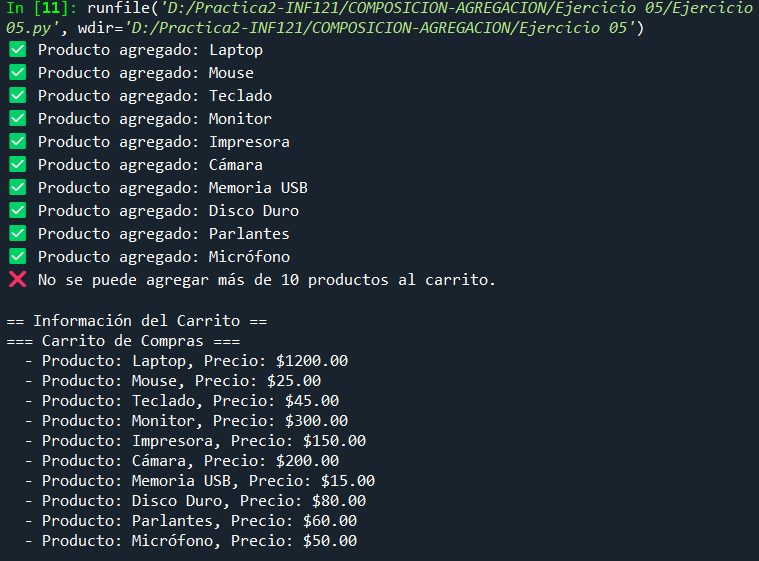 In [11]: runfile('D:/Practica2-INF121/COMPOSICION-AGREGACION/Ejercicio 05/Ejercicio
05.py', wdir='D:/Practica2-INF121/COMPOSICION-AGREGACION/Ejercicio 05')
✅ Producto agregado: Laptop
✅ Producto agregado: Mouse
✅ Producto agregado: Teclado
✅ Producto agregado: Monitor
✅ Producto agregado: Impresora
✅ Producto agregado: Cámara
✅ Producto agregado: Memoria USB
✅ Producto agregado: Disco Duro
✅ Producto agregado: Parlantes
✅ Producto agregado: Micrófono
❌ No se puede agregar más de 10 productos al carrito.

== Información del Carrito ==
=== Carrito de Compras ===
  - Producto: Laptop, Precio: $1200.00
  - Producto: Mouse, Precio: $25.00
  - Producto: Teclado, Precio: $45.00
  - Producto: Monitor, Precio: $300.00
  - Producto: Impresora, Precio: $150.00
  - Producto: Cámara, Precio: $200.00
  - Producto: Memoria USB, Precio: $15.00
  - Producto: Disco Duro, Precio: $80.00
  - Producto: Parlantes, Precio: $60.00
  - Producto: Micrófono, Precio: $50.00